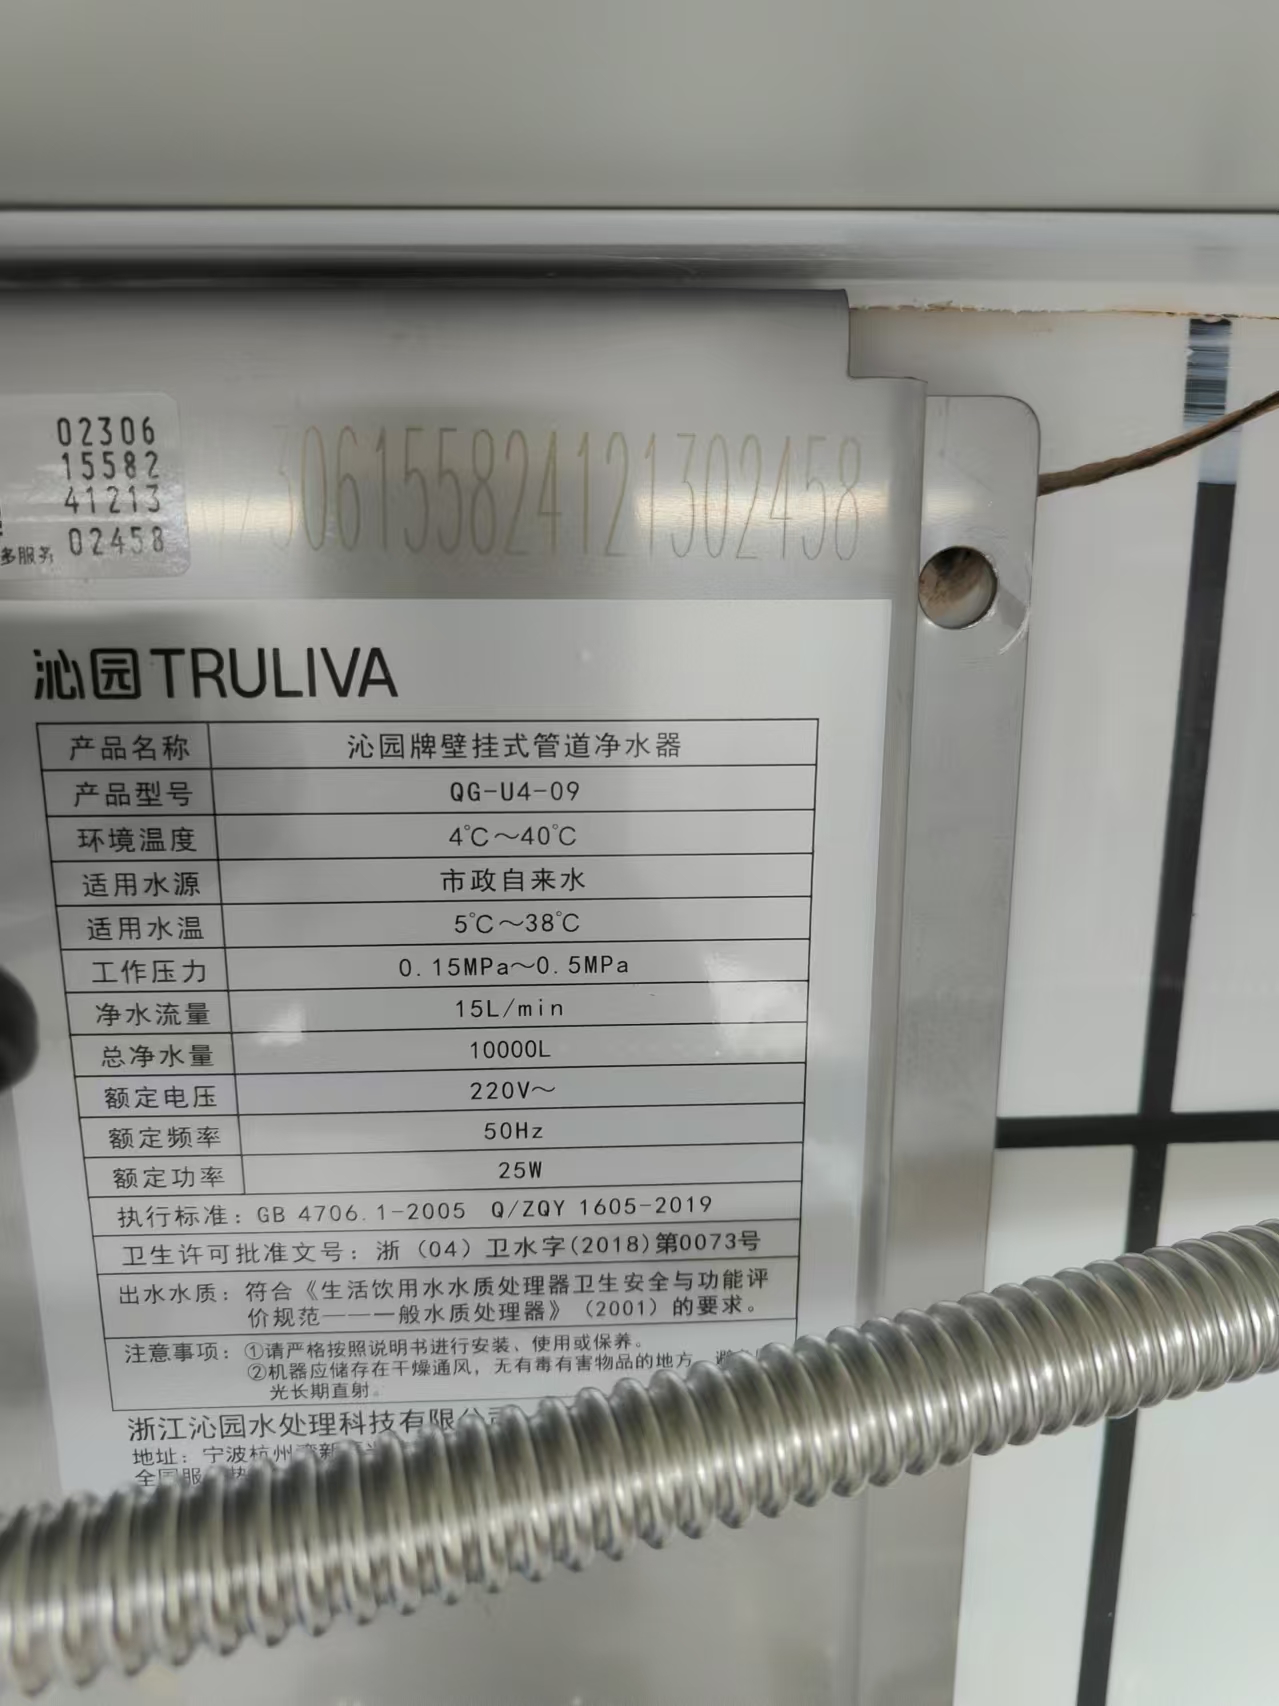 02306
15582
41213
02458
多服务
306155824121302458
沁园 TRULIVA
产品名称 沁园牌壁挂式管道净水器
产品型号 QG-U4-09
环境温度 4℃～40℃
适用水源 市政自来水
适用水温 5℃～38℃
工作压力 0.15MPa～0.5MPa
净水流量 15L/min
总净水量 10000L
额定电压 220V～
额定频率 50Hz
额定功率 25W
执行标准：GB 4706.1-2005 Q/ZQY 1605-2019
卫生许可批准文号：浙（04）卫水字(2018)第0073号
出水水质：符合《生活饮用水水质处理器卫生安全与功能评
价规范——一般水质处理器》（2001）的要求。
注意事项：①请严格按照说明书进行安装、使用或保养。
②机器应储存在干燥通风，无有毒有害物品的地方，避
光长期直射。
浙江沁园水处理科技有限公司
地址：宁波杭州湾新
全国服